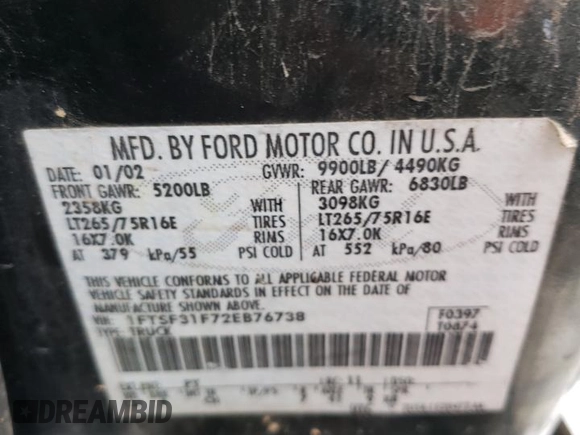 MFD. BY FORD MOTOR CO. IN U.S.A.
DATE: 01/02 GVWR: 9900LB/ 4490KG
FRONT GAWR: 5200LB REAR GAWR: 6830LB
2358KG WITH 3098KG WITH
LT265/75R16E TIRES LT265/75R16E TIRES
16X7.0K RIMS 16X7.0K RIMS
AT 379 kPa/55 PSI COLD AT 552 kPa/80 PSI COLD
THIS VEHICLE CONFORMS TO ALL APPLICABLE FEDERAL MOTOR
VEHICLE SAFETY STANDARDS IN EFFECT ON THE DATE OF
MANUFACTURE SHOWN ABOVE.
VIN: 1FTSF31F72EB76738 F0397
TYPE: TRUCK T0674
DREAMBID